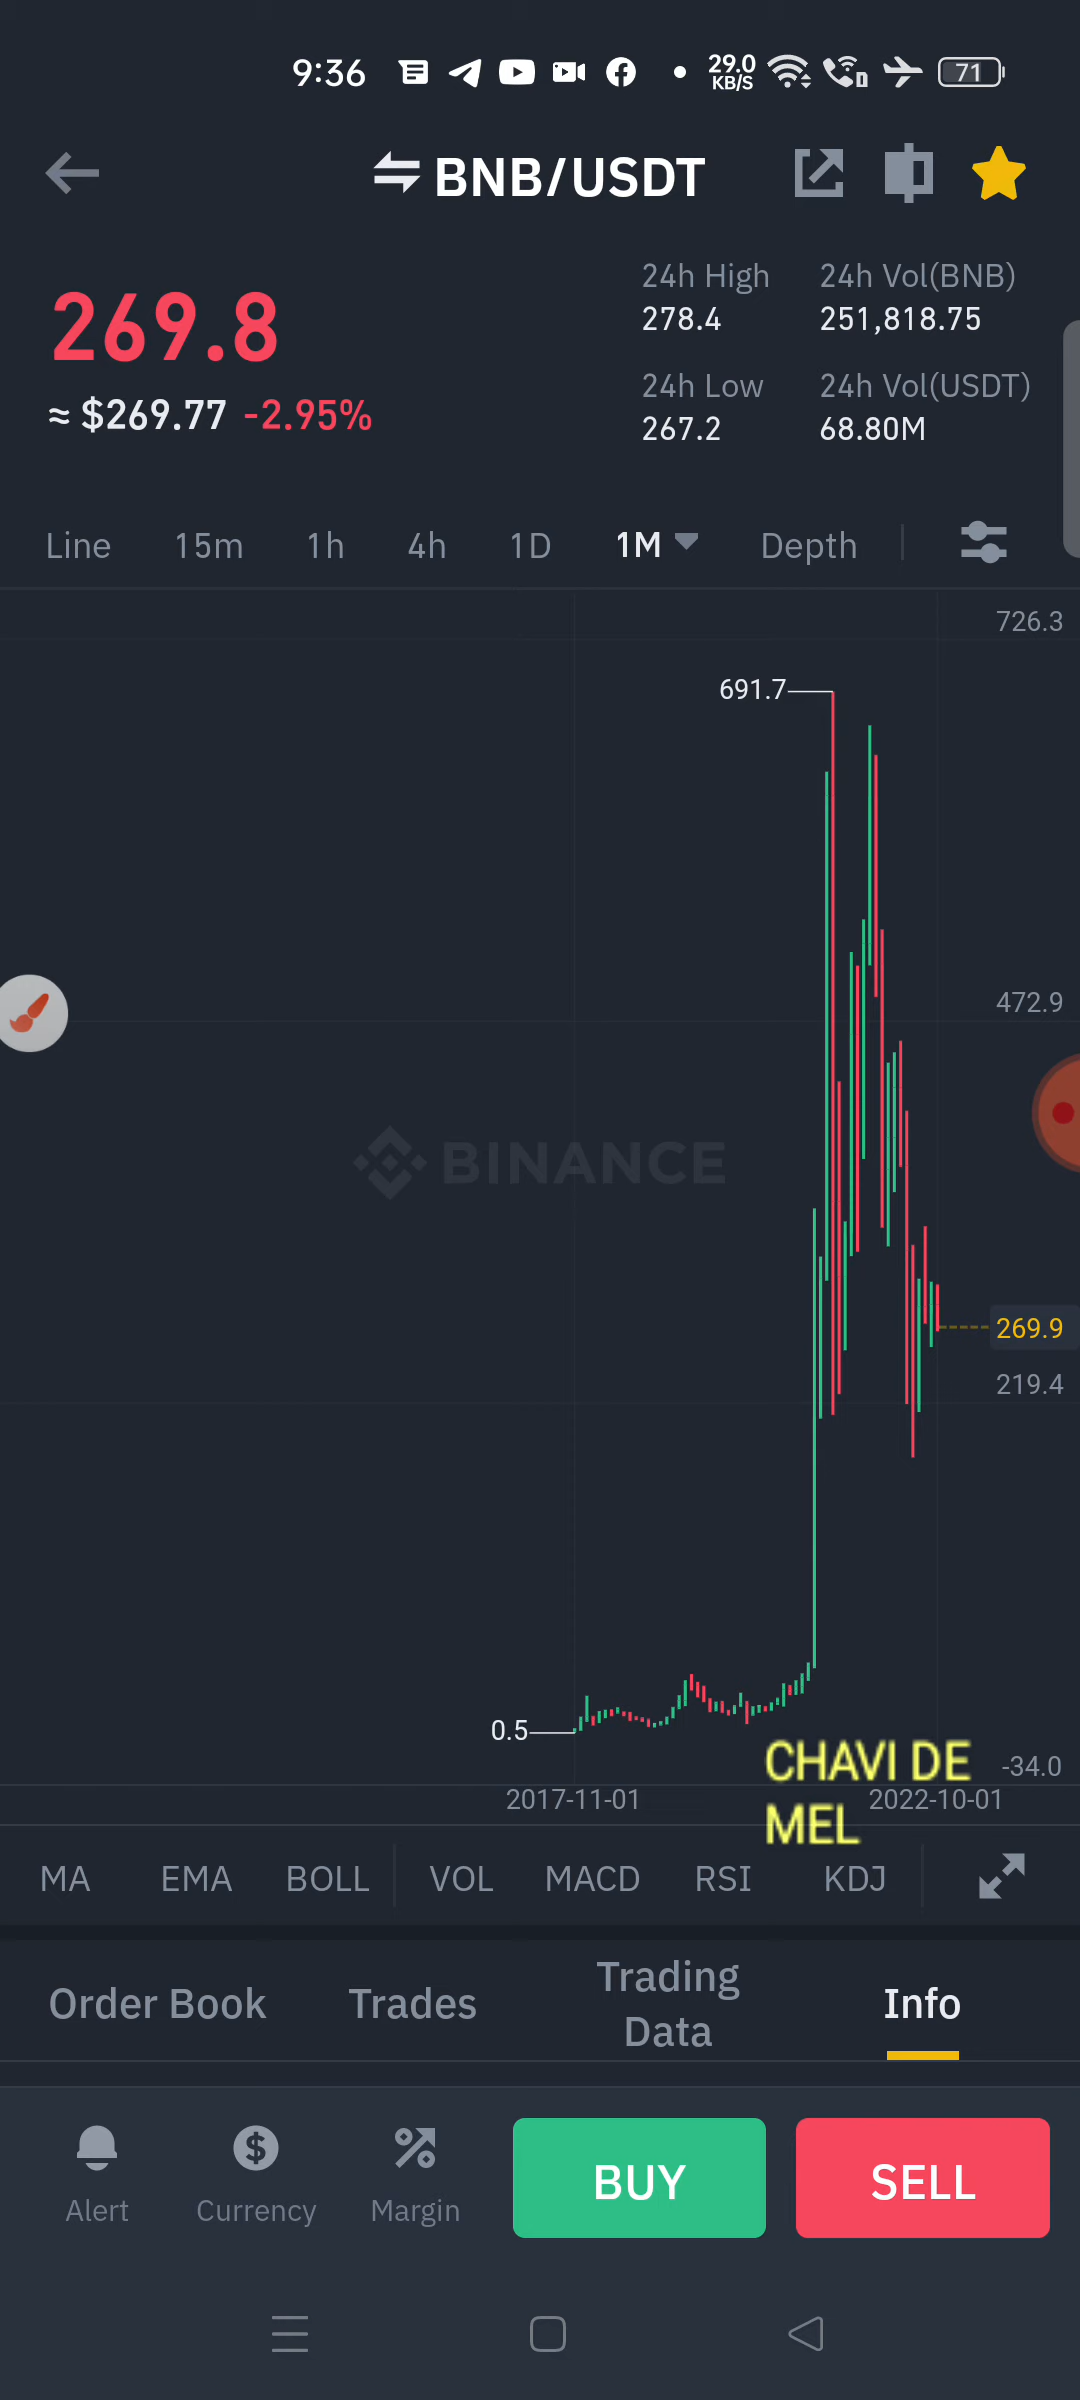 9:36
29.0
KB/S
71
BNB/USDT
269.8
≈ $269.77 -2.95%
24h High
278.4
24h Vol(BNB)
251,818.75
24h Low
267.2
24h Vol(USDT)
68.80M
Line 15m 1h 4h 1D 1M Depth
726.3
691.7
472.9
BINANCE
269.9
219.4
0.5
-34.0
CHAVI DE
MEL
2017-11-01 2022-10-01
MA EMA BOLL VOL MACD RSI KDJ
Order Book Trades Trading Data Info
Alert Currency Margin BUY SELL